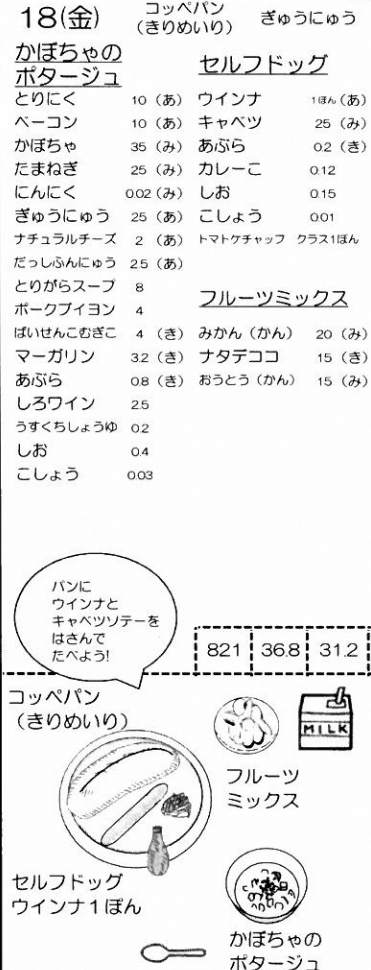 18(金)
コッペパン
(きりめいり)
ぎゅうにゅう
かぼちゃの
ポタージュ
とりにく 10 (あ)
ベーコン 10 (あ)
かぼちゃ 35 (み)
たまねぎ 25 (み)
にんにく 0.02 (み)
ぎゅうにゅう 25 (あ)
ナチュラルチーズ 2 (あ)
だっしふんにゅう 2.5 (あ)
とりがらスープ 8
ポークブイヨン 4
ばいせんこむぎこ 4 (き)
マーガリン 3.2 (き)
あぶら 0.8 (き)
しろワイン 2.5
うすくちしょうゆ 0.2
しお 0.4
こしょう 0.03
セルフドッグ
ウインナ 1ほん (あ)
キャベツ 25 (み)
あぶら 0.2 (き)
カレーこ 0.12
しお 0.15
こしょう 0.01
トマトケチャップ クラス1ぽん
フルーツミックス
みかん(かん) 20 (み)
ナタデココ 15 (き)
おうとう(かん) 15 (み)
パンに
ウインナと
キャベツソテーを
はさんで
たべよう!
821 36.8 31.2
コッペパン
(きりめいり)
MILK
フルーツ
ミックス
セルフドッグ
ウインナ1ぽん
かぼちゃの
ポタージュ